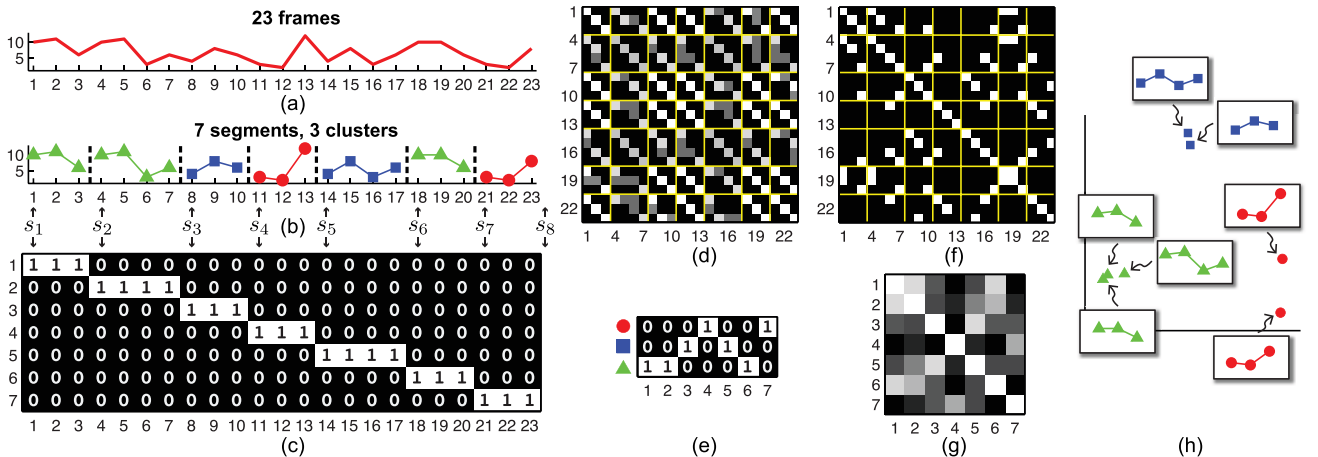 23 frames
10
5
1 2 3 4 5 6 7 8 9 10 11 12 13 14 15 16 17 18 19 20 21 22 23
(a)
7 segments, 3 clusters
10
5
1 2 3 4 5 6 7 8 9 10 11 12 13 14 15 16 17 18 19 20 21 22 23
(b)
s1 s2 s3 s4 s5 s6 s7 s8
1 1 1 1 0 0 0 0 0 0 0 0 0 0 0 0 0 0 0 0 0 0 0 0
2 0 0 0 1 1 1 1 0 0 0 0 0 0 0 0 0 0 0 0 0 0 0 0
3 0 0 0 0 0 0 0 1 1 1 0 0 0 0 0 0 0 0 0 0 0 0 0
4 0 0 0 0 0 0 0 0 0 0 1 1 1 0 0 0 0 0 0 0 0 0 0
5 0 0 0 0 0 0 0 0 0 0 0 0 0 1 1 1 1 0 0 0 0 0 0
6 0 0 0 0 0 0 0 0 0 0 0 0 0 0 0 0 0 1 1 1 0 0 0
7 0 0 0 0 0 0 0 0 0 0 0 0 0 0 0 0 0 0 0 0 1 1 1
1 2 3 4 5 6 7 8 9 10 11 12 13 14 15 16 17 18 19 20 21 22 23
(c)
1
4
7
10
13
16
19
22
1 4 7 10 13 16 19 22
(d)
0 0 0 1 0 0 1
0 0 1 0 1 0 0
1 1 0 0 0 1 0
1 2 3 4 5 6 7
(e)
1
4
7
10
13
16
19
22
1 4 7 10 13 16 19 22
(f)
1
2
3
4
5
6
7
1 2 3 4 5 6 7
(g)
(h)